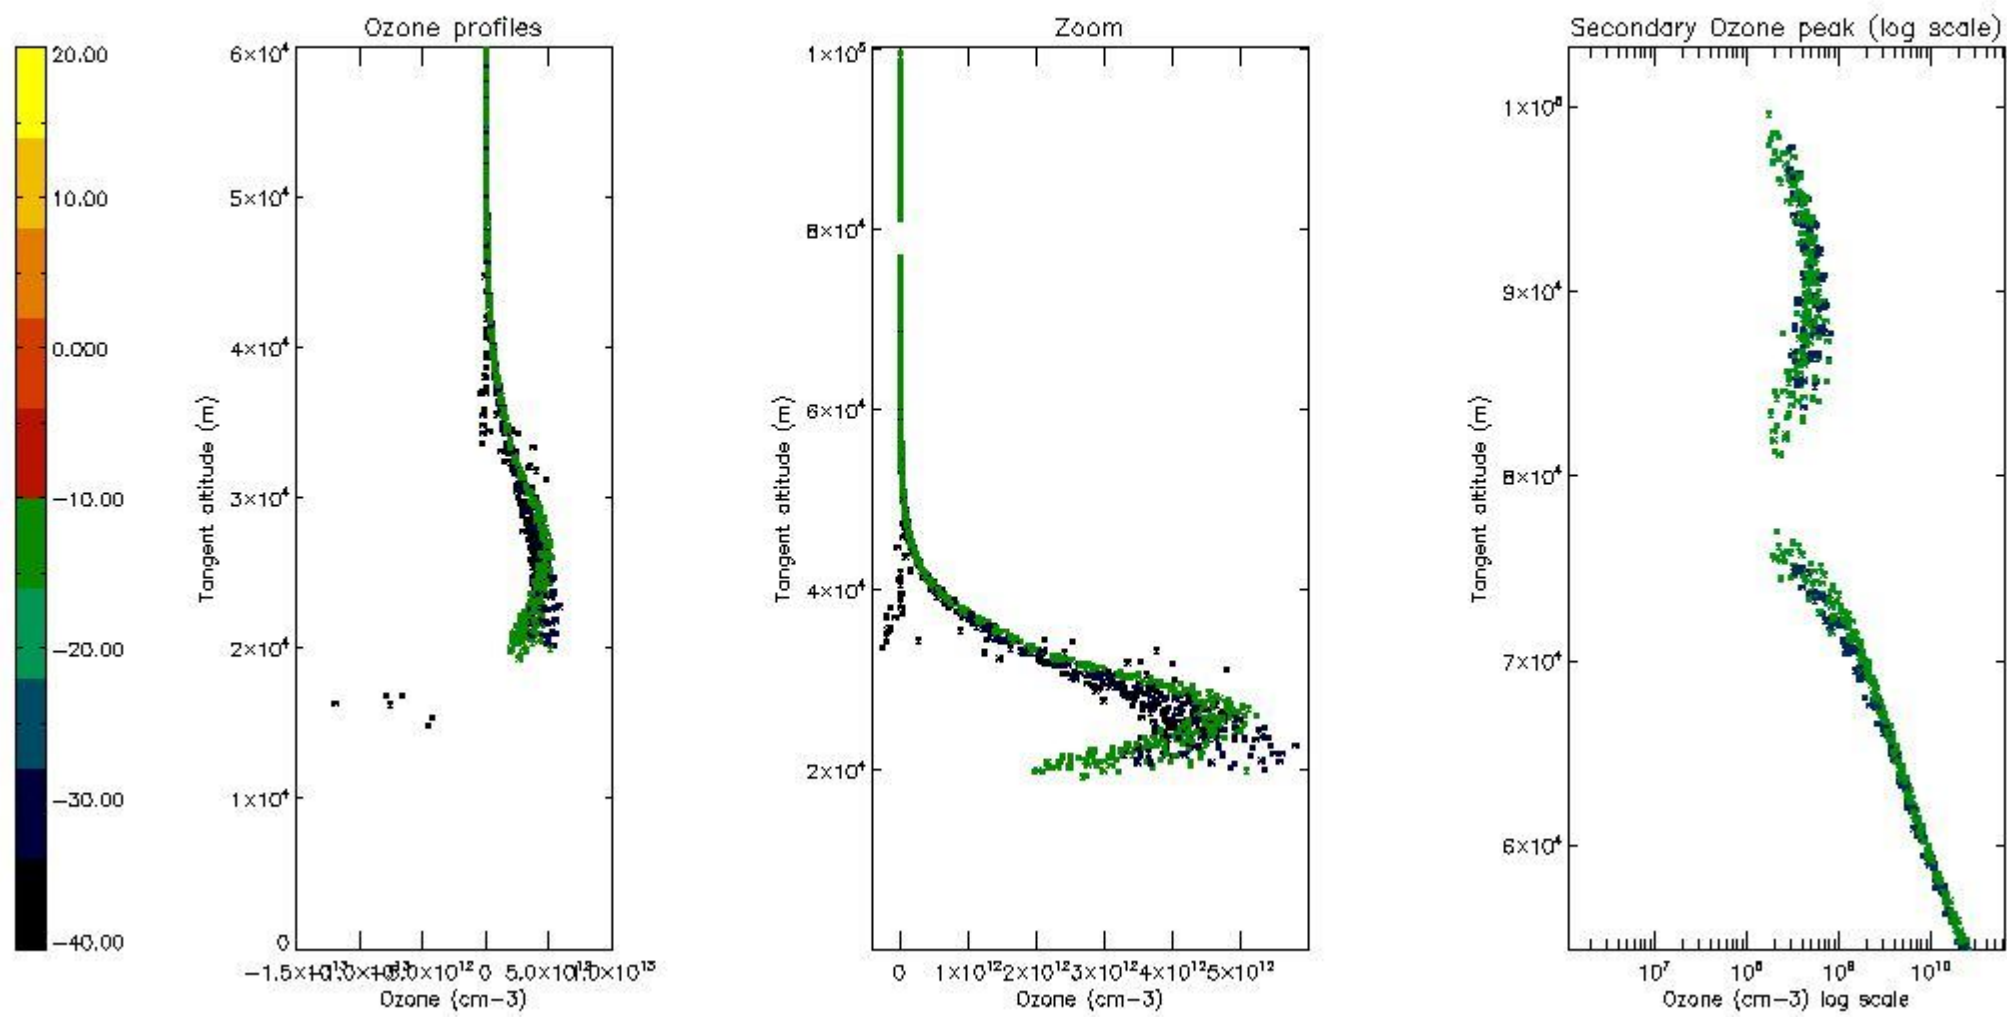 Ozone profiles
Zoom
Secondary Ozone peak (log scale)
20.00
10.00
0.000
−10.00
−20.00
−30.00
−40.00
6×10⁴
5×10⁴
4×10⁴
3×10⁴
2×10⁴
1×10⁴
0
Tangent altitude (m)
0
Ozone (cm−3)
1×10⁵
8×10⁴
6×10⁴
4×10⁴
2×10⁴
Tangent altitude (m)
0 1×10¹² 2×10¹² 3×10¹² 4×10¹² 5×10¹²
Ozone (cm−3)
9×10⁴
8×10⁴
7×10⁴
6×10⁴
Tangent altitude (m)
10⁷ 10⁸ 10⁹ 10¹⁰
Ozone (cm−3) log scale